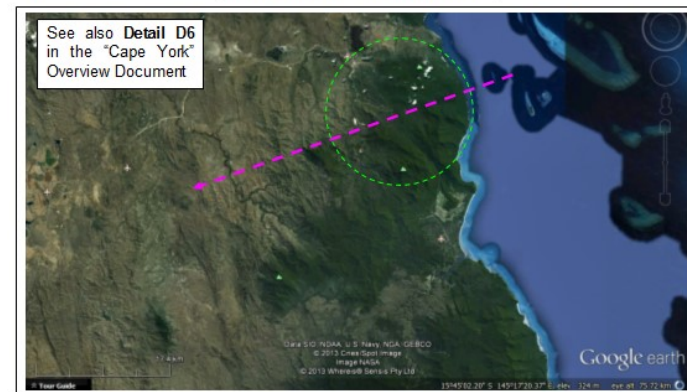 See also Detail D6
in the “Cape York”
Overview Document
Data SIO, NOAA, U.S. Navy, NGA, GEBCO
© 2013 Cnes/Spot Image
Image NASA
© 2013 Whereis® Sensis Pty Ltd
Google earth
Tour Guide
15°45'02.20" S 145°17'20.37" E elev 324 m eye alt 75.72 km